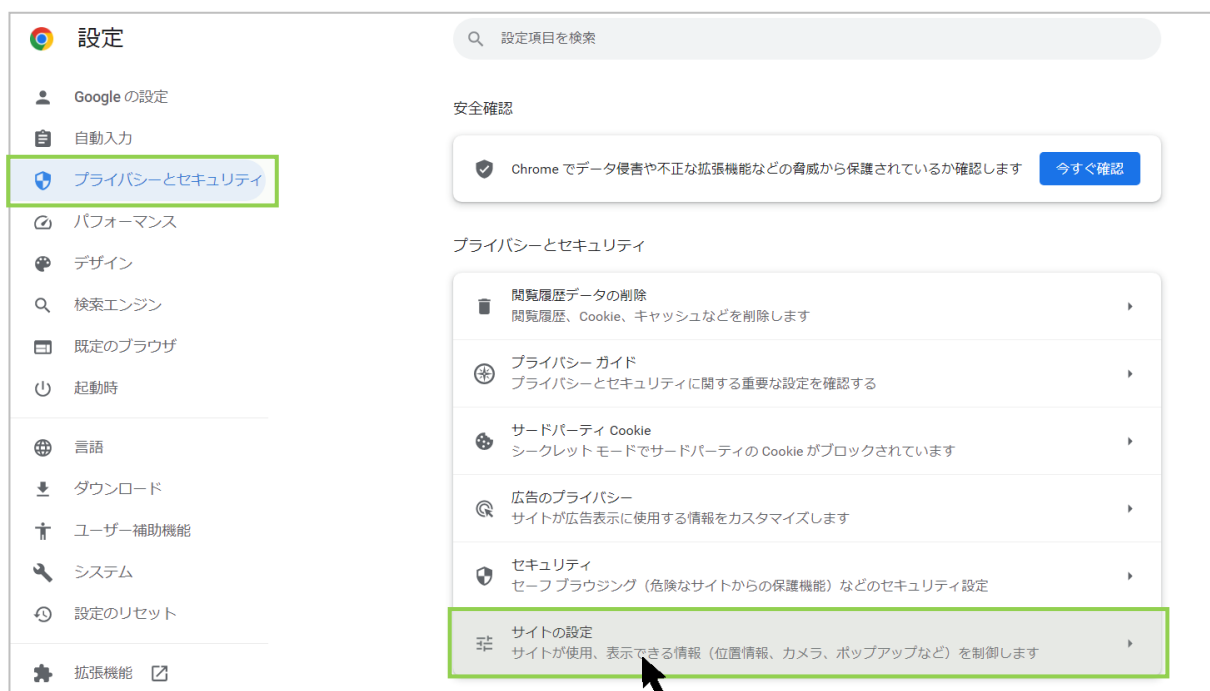 設定
設定項目を検索
Google の設定
自動入力
プライバシーとセキュリティ
パフォーマンス
デザイン
検索エンジン
既定のブラウザ
起動時
言語
ダウンロード
ユーザー補助機能
システム
設定のリセット
拡張機能
安全確認
Chrome でデータ侵害や不正な拡張機能などの脅威から保護されているか確認します
今すぐ確認
プライバシーとセキュリティ
閲覧履歴データの削除
閲覧履歴、Cookie、キャッシュなどを削除します
プライバシー ガイド
プライバシーとセキュリティに関する重要な設定を確認する
サードパーティ Cookie
シークレット モードでサードパーティの Cookie がブロックされています
広告のプライバシー
サイトが広告表示に使用する情報をカスタマイズします
セキュリティ
セーフ ブラウジング（危険なサイトからの保護機能）などのセキュリティ設定
サイトの設定
サイトが使用、表示できる情報（位置情報、カメラ、ポップアップなど）を制御します